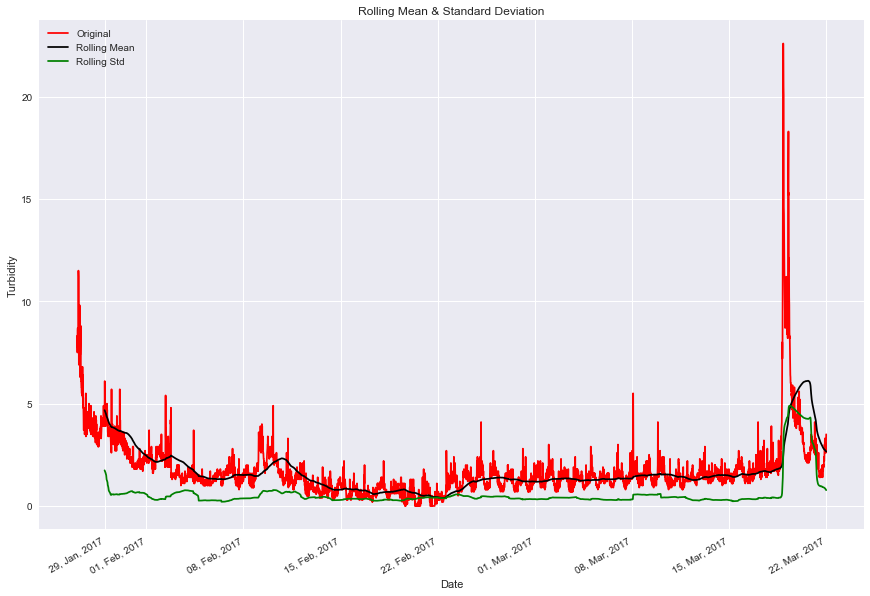 Rolling Mean & Standard Deviation
Original
Rolling Mean
Rolling Std
20
15
10
5
0
Turbidity
29, Jan, 2017
01, Feb, 2017
08, Feb, 2017
15, Feb, 2017
22, Feb, 2017
01, Mar, 2017
08, Mar, 2017
15, Mar, 2017
22, Mar, 2017
Date